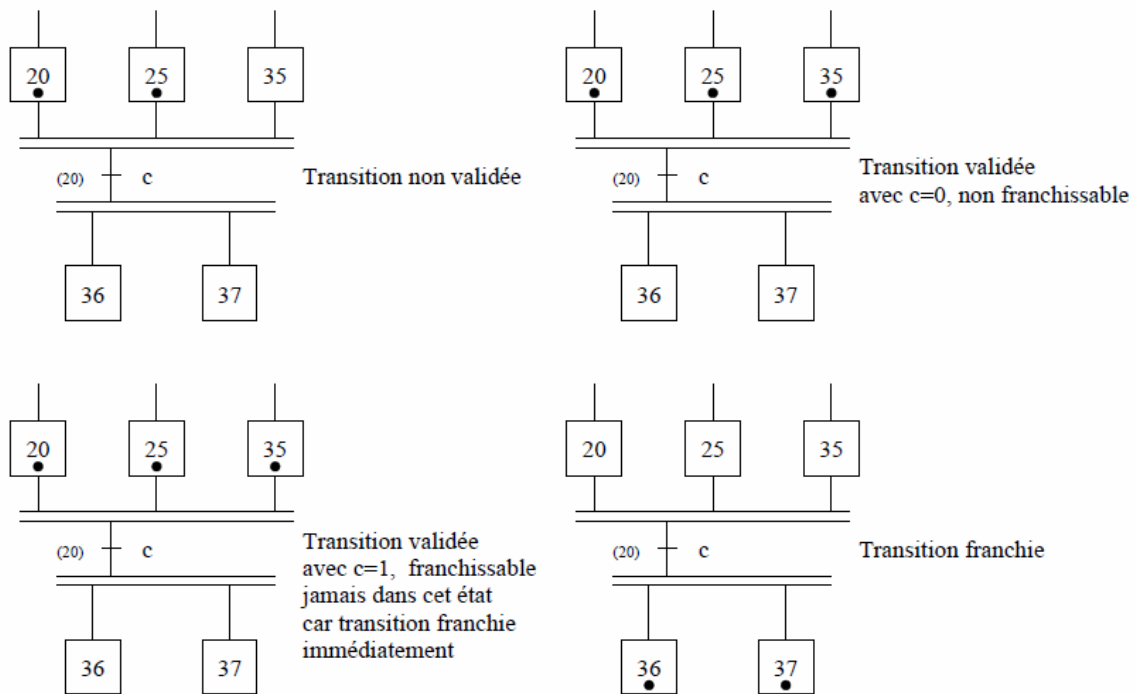 20 25 35
(20) c Transition non validée
36 37
20 25 35
(20) c Transition validée
avec c=0, non franchissable
36 37
20 25 35
(20) c Transition validée
avec c=1, franchissable
jamais dans cet état
car transition franchie
immédiatement
36 37
20 25 35
(20) c Transition franchie
36 37